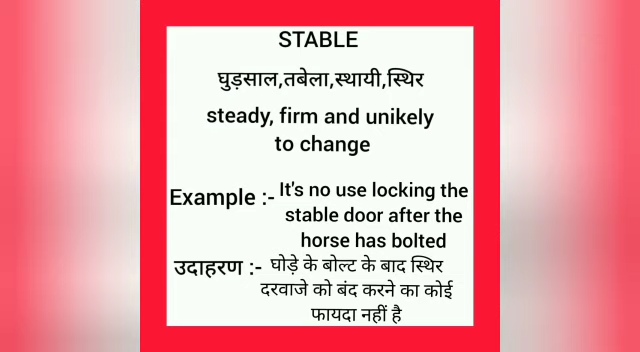 STABLE
घुड़साल,तबेला,स्थायी,स्थिर
steady, firm and unikely
to change
Example :- It's no use locking the
stable door after the
horse has bolted
उदाहरण :- घोड़े के बोल्ट के बाद स्थिर
दरवाजे को बंद करने का कोई
फायदा नहीं है